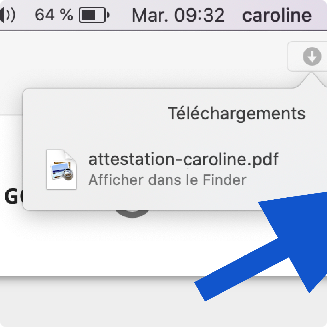 64 % Mar. 09:32 caroline
Téléchargements
attestation-caroline.pdf
Afficher dans le Finder